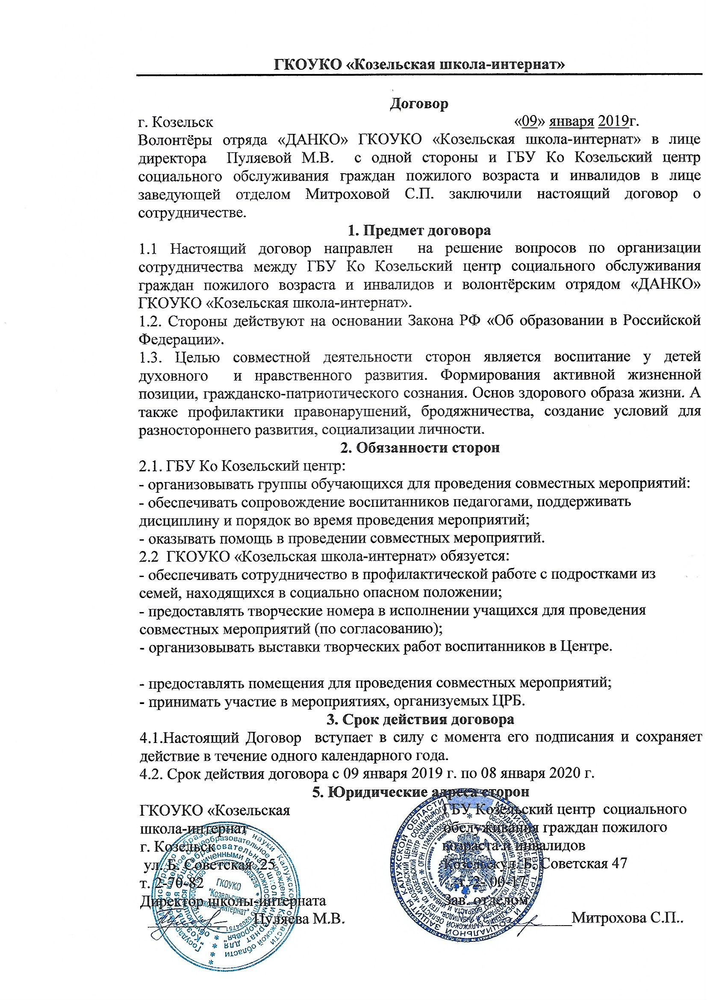 ГКОУКО «Козельская школа-интернат»
Договор
г. Козельск «09» января 2019г.
Волонтёры отряда «ДАНКО» ГКОУКО «Козельская школа-интернат» в лице
директора Пуляевой М.В. с одной стороны и ГБУ Ко Козельский центр
социального обслуживания граждан пожилого возраста и инвалидов в лице
заведующей отделом Митроховой С.П. заключили настоящий договор о
сотрудничестве.
1. Предмет договора
1.1 Настоящий договор направлен на решение вопросов по организации
сотрудничества между ГБУ Ко Козельский центр социального обслуживания
граждан пожилого возраста и инвалидов и волонтёрским отрядом «ДАНКО»
ГКОУКО «Козельская школа-интернат».
1.2. Стороны действуют на основании Закона РФ «Об образовании в Российской
Федерации».
1.3. Целью совместной деятельности сторон является воспитание у детей
духовного и нравственного развития. Формирования активной жизненной
позиции, гражданско-патриотического сознания. Основ здорового образа жизни. А
также профилактики правонарушений, бродяжничества, создание условий для
разностороннего развития, социализации личности.
2. Обязанности сторон
2.1. ГБУ Ко Козельский центр:
- организовывать группы обучающихся для проведения совместных мероприятий:
- обеспечивать сопровождение воспитанников педагогами, поддерживать
дисциплину и порядок во время проведения мероприятий;
- оказывать помощь в проведении совместных мероприятий.
2.2 ГКОУКО «Козельская школа-интернат» обязуется:
- обеспечивать сотрудничество в профилактической работе с подростками из
семей, находящихся в социально опасном положении;
- предоставлять творческие номера в исполнении учащихся для проведения
совместных мероприятий (по согласованию);
- организовывать выставки творческих работ воспитанников в Центре.
- предоставлять помещения для проведения совместных мероприятий;
- принимать участие в мероприятиях, организуемых ЦРБ.
3. Срок действия договора
4.1.Настоящий Договор вступает в силу с момента его подписания и сохраняет
действие в течение одного календарного года.
4.2. Срок действия договора с 09 января 2019 г. по 08 января 2020 г.
5. Юридические адреса сторон
ГКОУКО «Козельская
школа-интернат
г. Козельск
ул. Б. Советская .25
т. 2-70-82
Директор школы-интерната
Пуляева М.В.
ГБУ Козельский центр социального
обслуживания граждан пожилого
возраста и инвалидов
Козельскул. Б. Советская 47
Зав. отделом
Митрохова С.П..
ГКОУКО
"Козельская
школа-интернат"